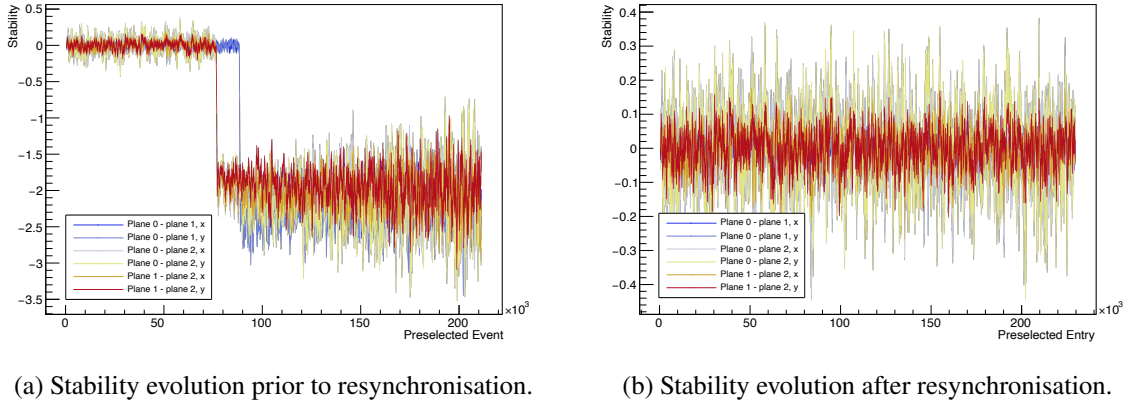 Stability
0.5
0
−0.5
−1
−1.5
−2
−2.5
−3
−3.5
Plane 0 - plane 1, x
Plane 0 - plane 1, y
Plane 0 - plane 2, x
Plane 0 - plane 2, y
Plane 1 - plane 2, x
Plane 1 - plane 2, y
0 50 100 150 200
×10³
Preselected Event
Stability
0.4
0.3
0.2
0.1
0
−0.1
−0.2
−0.3
−0.4
Plane 0 - plane 1, x
Plane 0 - plane 1, y
Plane 0 - plane 2, x
Plane 0 - plane 2, y
Plane 1 - plane 2, x
Plane 1 - plane 2, y
0 50 100 150 200
×10³
Preselected Entry
(a) Stability evolution prior to resynchronisation.
(b) Stability evolution after resynchronisation.